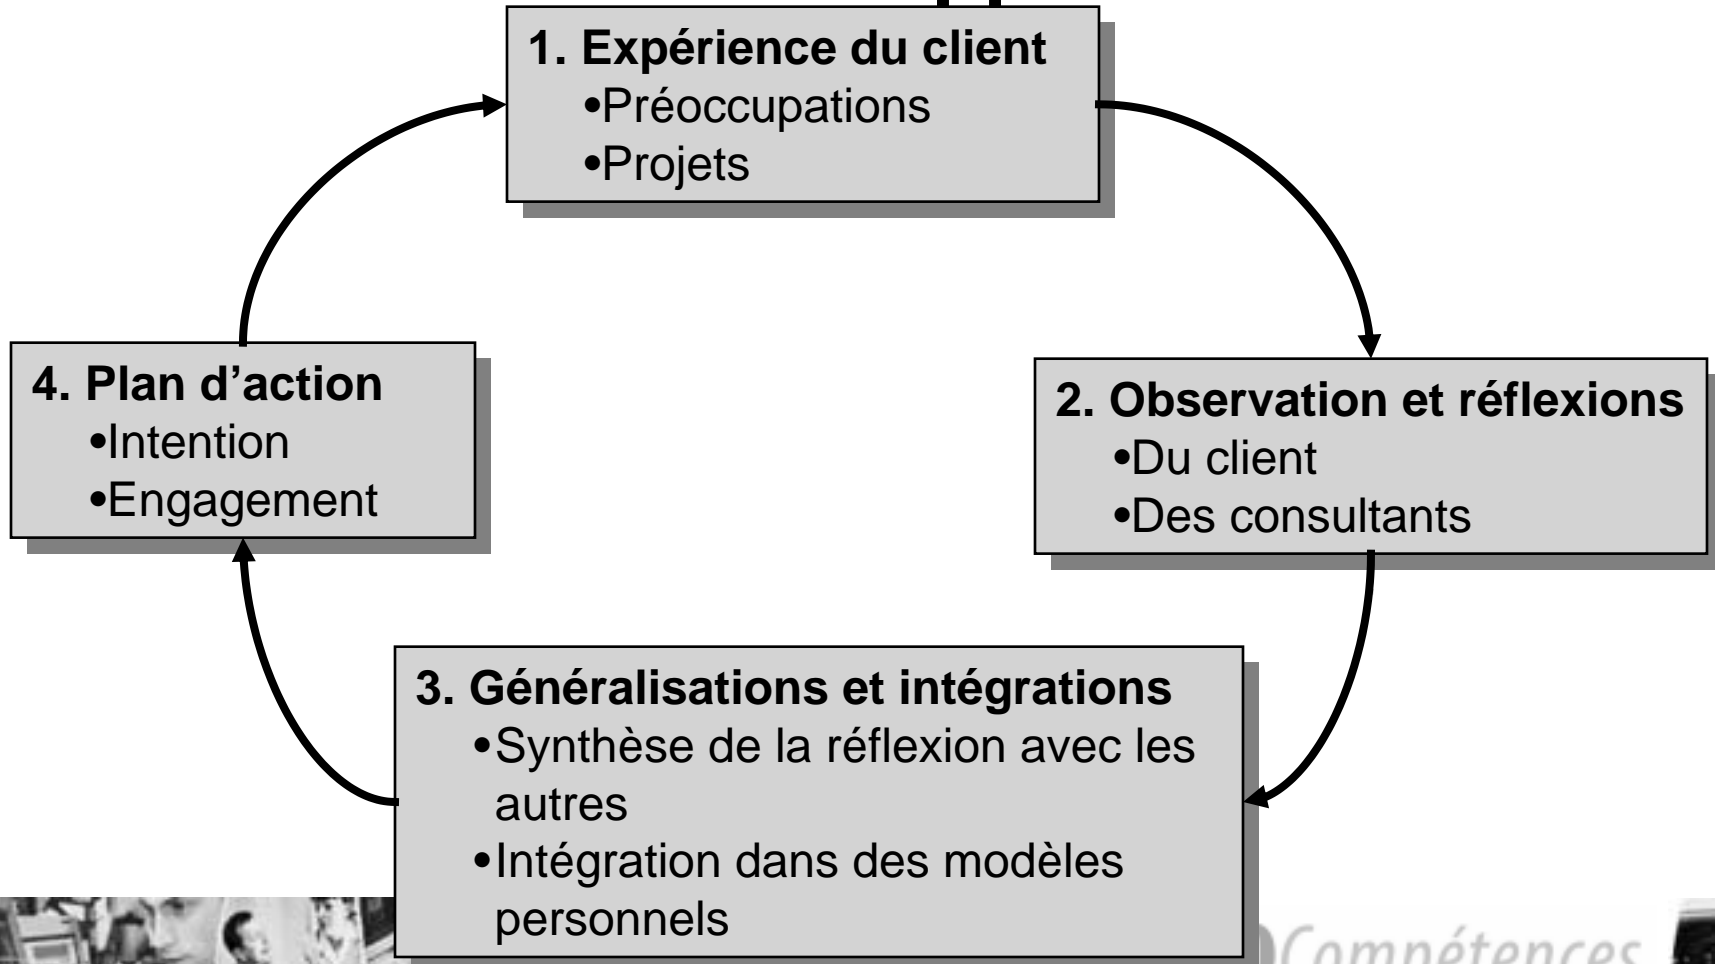 1. Expérience du client
•Préoccupations
•Projets
2. Observation et réflexions
•Du client
•Des consultants
3. Généralisations et intégrations
•Synthèse de la réflexion avec les
autres
•Intégration dans des modèles
personnels
4. Plan d’action
•Intention
•Engagement
Compétences